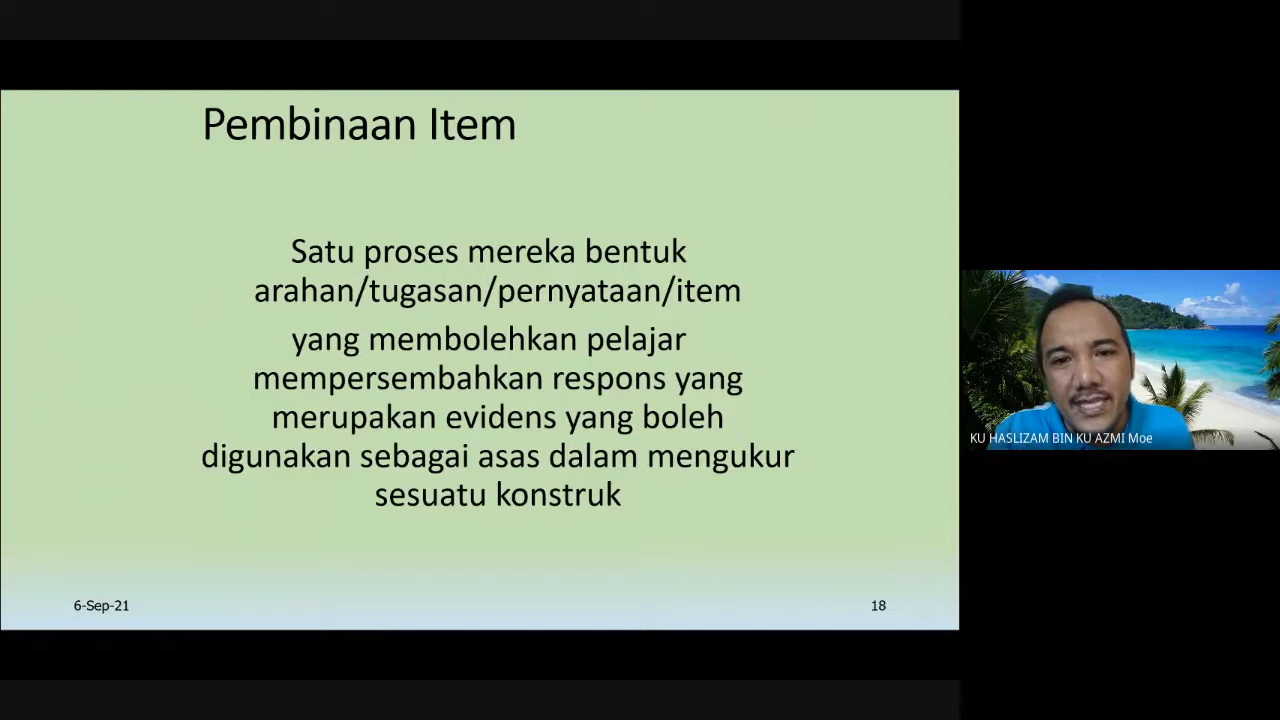 Pembinaan Item
Satu proses mereka bentuk
arahan/tugasan/pernyataan/item
yang membolehkan pelajar
mempersembahkan respons yang
merupakan evidens yang boleh
digunakan sebagai asas dalam mengukur
sesuatu konstruk
6-Sep-21
18
KU HASLIZAM BIN KU AZMI Moe